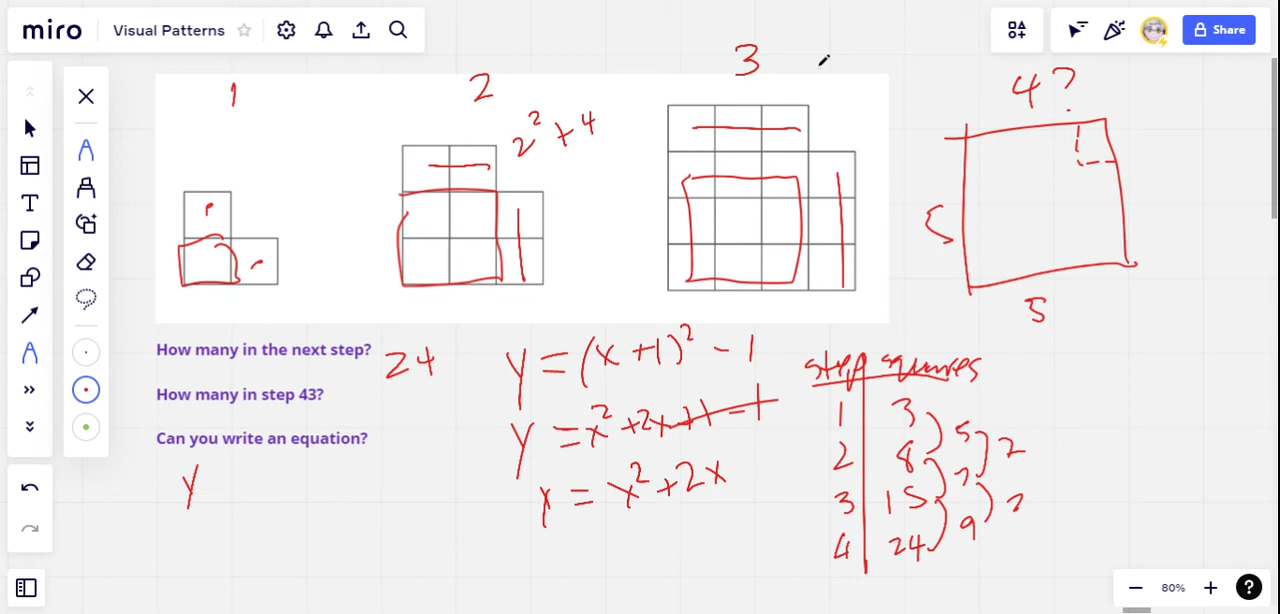 miro
Visual Patterns
Share
1
2
3
4?
2² + 4
5
5
How many in the next step? 24
How many in step 43?
Can you write an equation?
y
y = (x + 1)² - 1
y = x² + 2x + 1 - 1
y = x² + 2x
step squares
1 3
2 8
3 15
4 24
5
7
9
2
2
80%